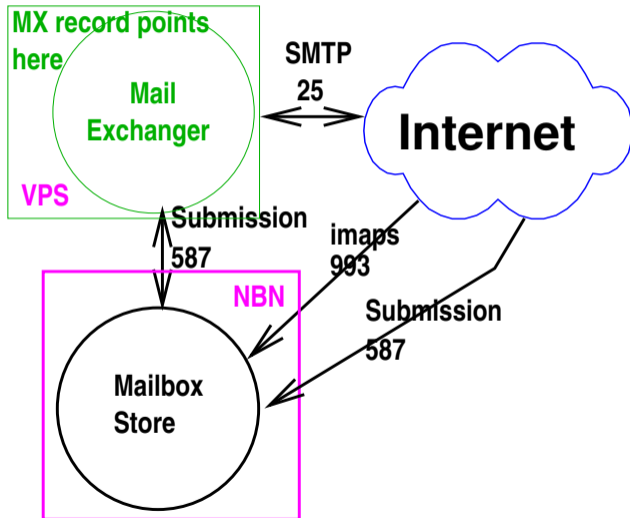 MX record points
here
Mail
Exchanger
VPS
SMTP
25
Internet
Submission
587
imaps
993
NBN
Submission
587
Mailbox
Store